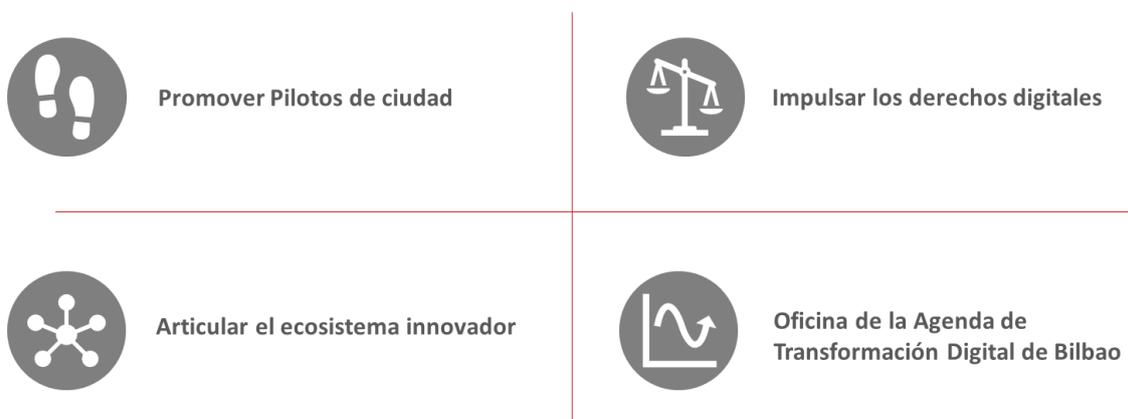 Promover Pilotos de ciudad
Impulsar los derechos digitales
Articular el ecosistema innovador
Oficina de la Agenda de
Transformación Digital de Bilbao